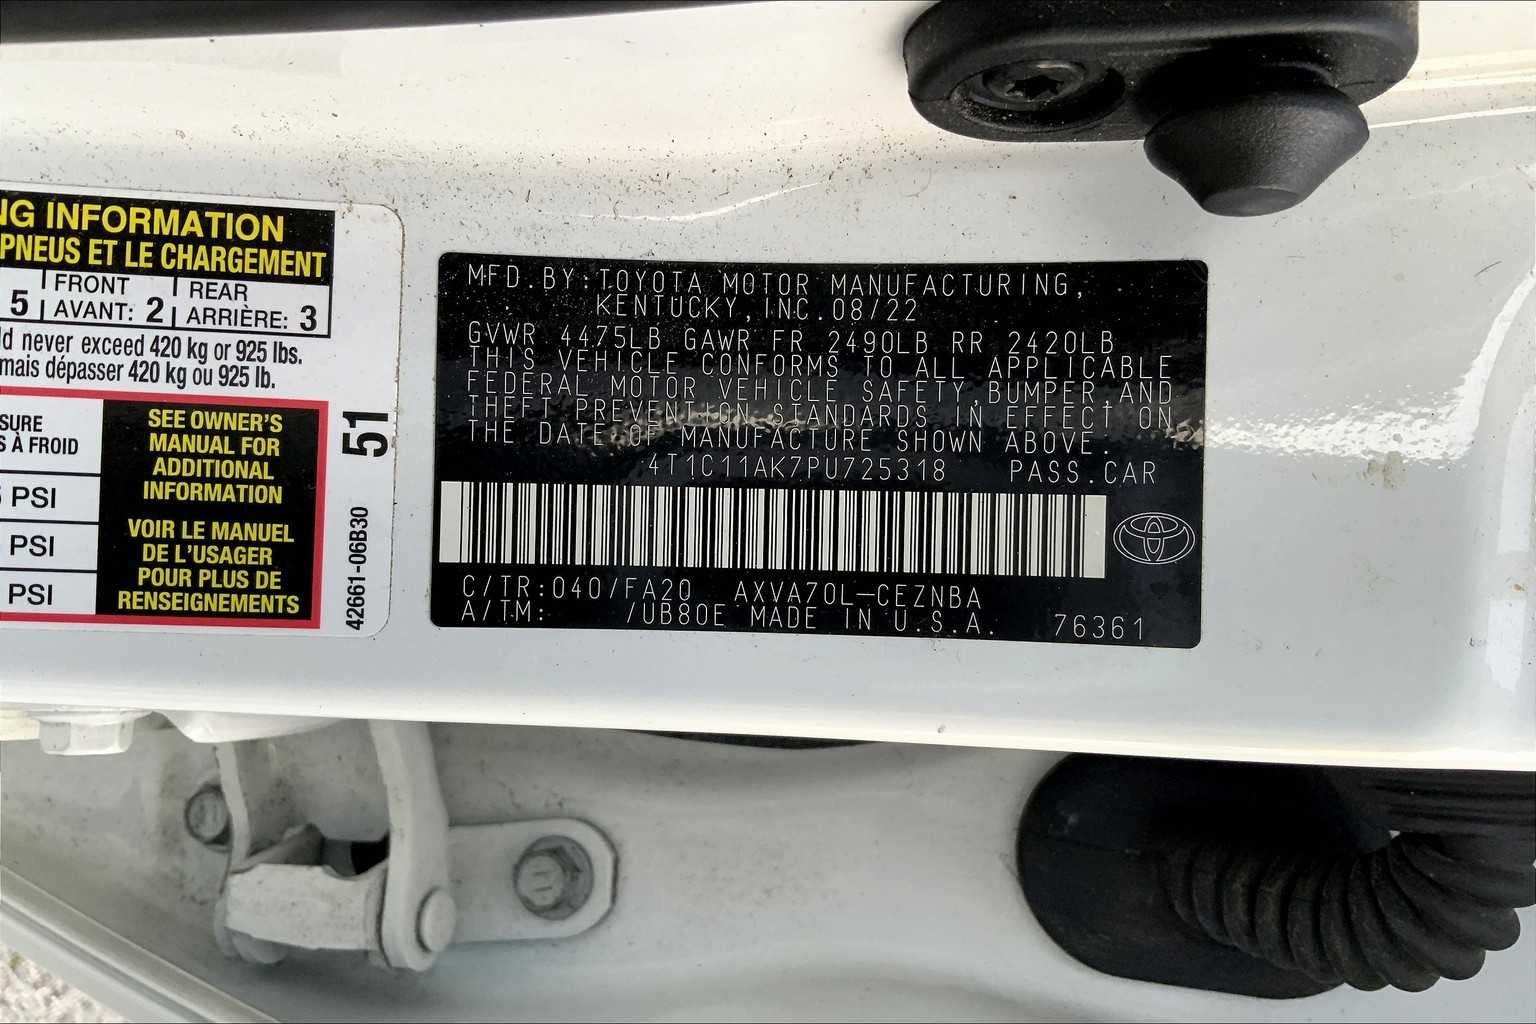 NG INFORMATION
PNEUS ET LE CHARGEMENT
5 FRONT AVANT: 2 REAR ARRIÈRE: 3
never exceed 420 kg or 925 lbs.
mais dépasser 420 kg ou 925 lb.
SURE
À FROID
PSI
PSI
PSI
SEE OWNER'S
MANUAL FOR
ADDITIONAL
INFORMATION
VOIR LE MANUEL
DE L'USAGER
POUR PLUS DE
RENSEIGNEMENTS
51
42661-06B30
MFD.BY:TOYOTA MOTOR MANUFACTURING,
KENTUCKY,INC.08/22
GVWR 4475LB GAWR FR 2490LB RR 2420LB
THIS VEHICLE CONFORMS TO ALL APPLICABLE
FEDERAL MOTOR VEHICLE SAFETY,BUMPER,AND
THEFT PREVENTION STANDARDS IN EFFECT ON
THE DATE OF MANUFACTURE SHOWN ABOVE.
4T1C11AK7PU725318 PASS.CAR
C/TR:040/FA20 AXVA70L-CEZNBA
A/TM: /UB80E MADE IN U.S.A. 76361